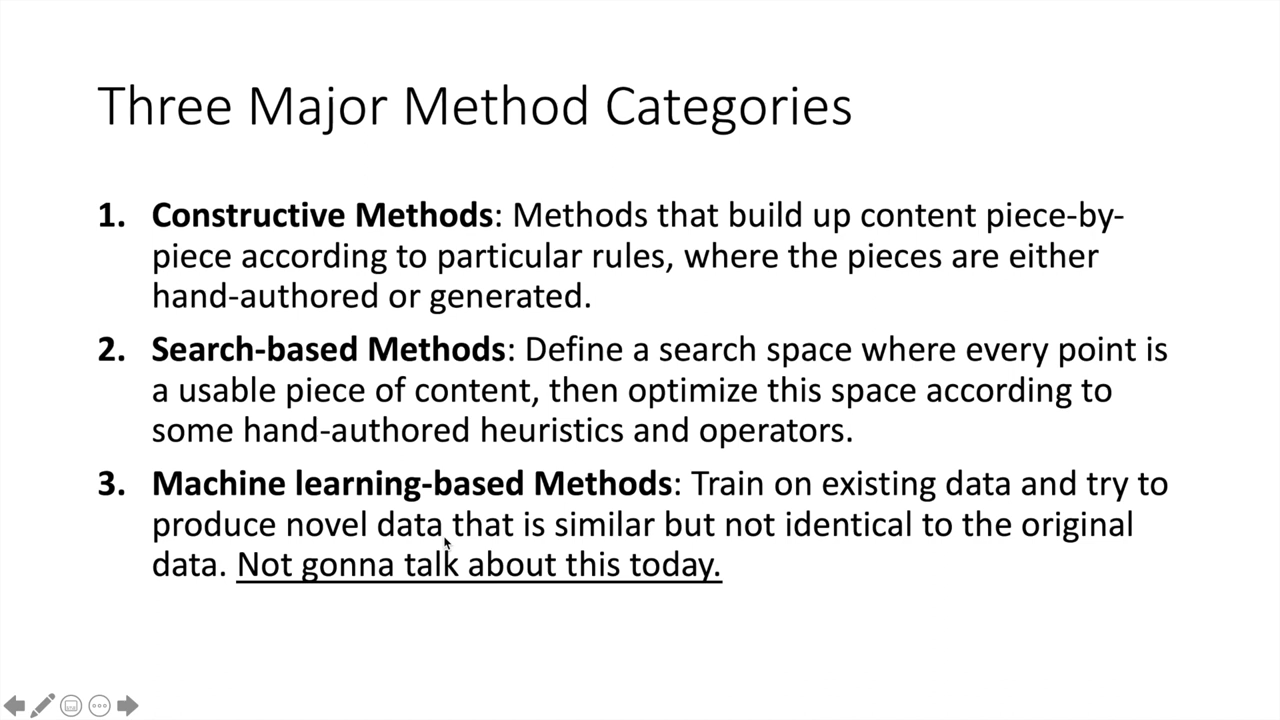 Three Major Method Categories
1. Constructive Methods: Methods that build up content piece-by-
piece according to particular rules, where the pieces are either
hand-authored or generated.
2. Search-based Methods: Define a search space where every point is
a usable piece of content, then optimize this space according to
some hand-authored heuristics and operators.
3. Machine learning-based Methods: Train on existing data and try to
produce novel data that is similar but not identical to the original
data. Not gonna talk about this today.